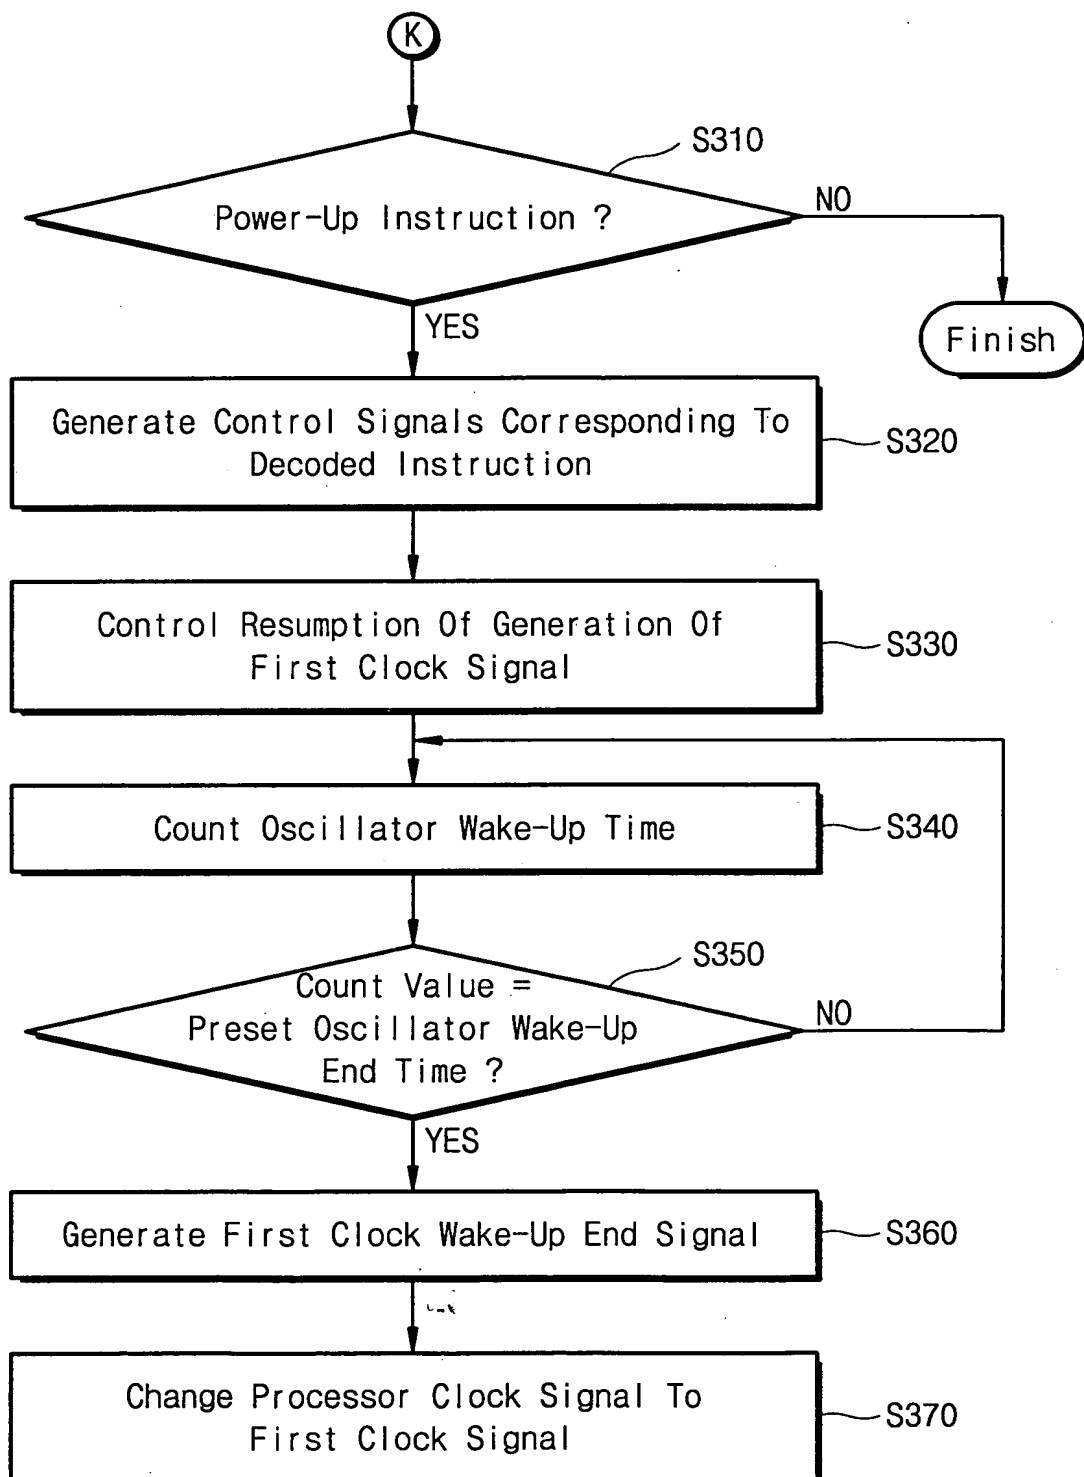 K
S310
Power-Up Instruction ?
NO
YES
Finish
Generate Control Signals Corresponding To
Decoded Instruction
S320
Control Resumption Of Generation Of
First Clock Signal
S330
Count Oscillator Wake-Up Time
S340
S350
Count Value =
Preset Oscillator Wake-Up
End Time ?
NO
YES
Generate First Clock Wake-Up End Signal
S360
Change Processor Clock Signal To
First Clock Signal
S370